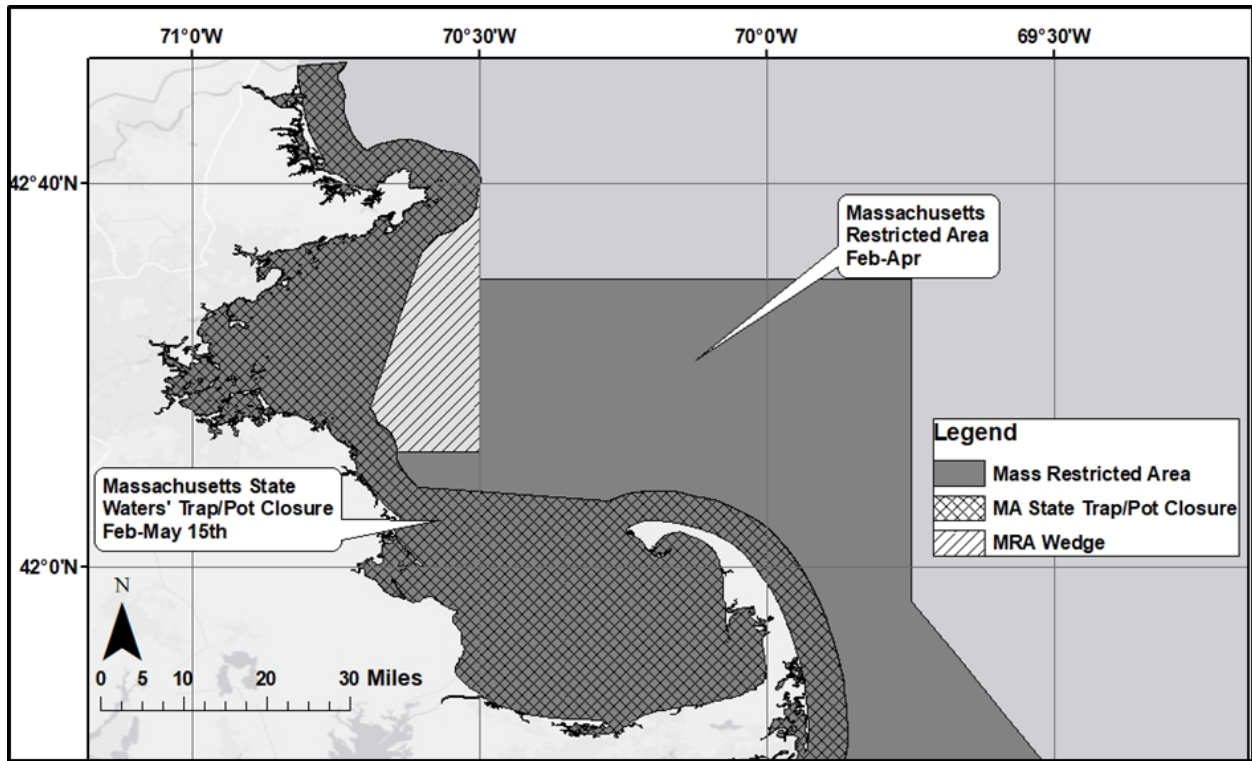 71°0'W
70°30'W
70°0'W
69°30'W
42°40'N
Massachusetts
Restricted Area
Feb-Apr
Legend
Mass Restricted Area
MA State Trap/Pot Closure
MRA Wedge
Massachusetts State
Waters' Trap/Pot Closure
Feb-May 15th
42°0'N
N
0 5 10 20 30 Miles